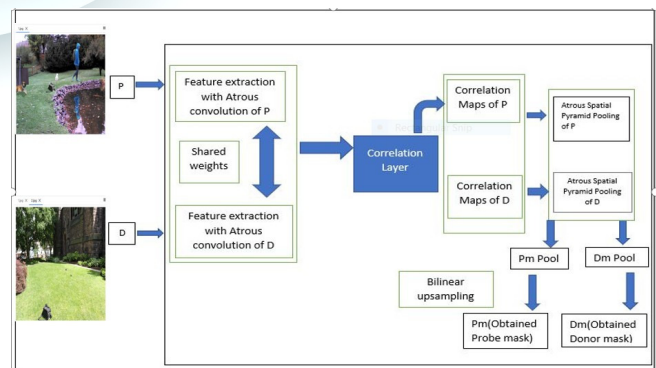 P
Feature extraction
with Atrous
convolution of P
Shared
weights
Feature extraction
with Atrous
convolution of D
D
Correlation
Layer
Correlation
Maps of P
Correlation
Maps of D
Atrous Spatial
Pyramid Pooling
of P
Atrous Spatial
Pyramid Pooling
of D
Pm Pool
Dm Pool
Bilinear
upsampling
Pm(Obtained
Probe mask)
Dm(Obtained
Donor mask)